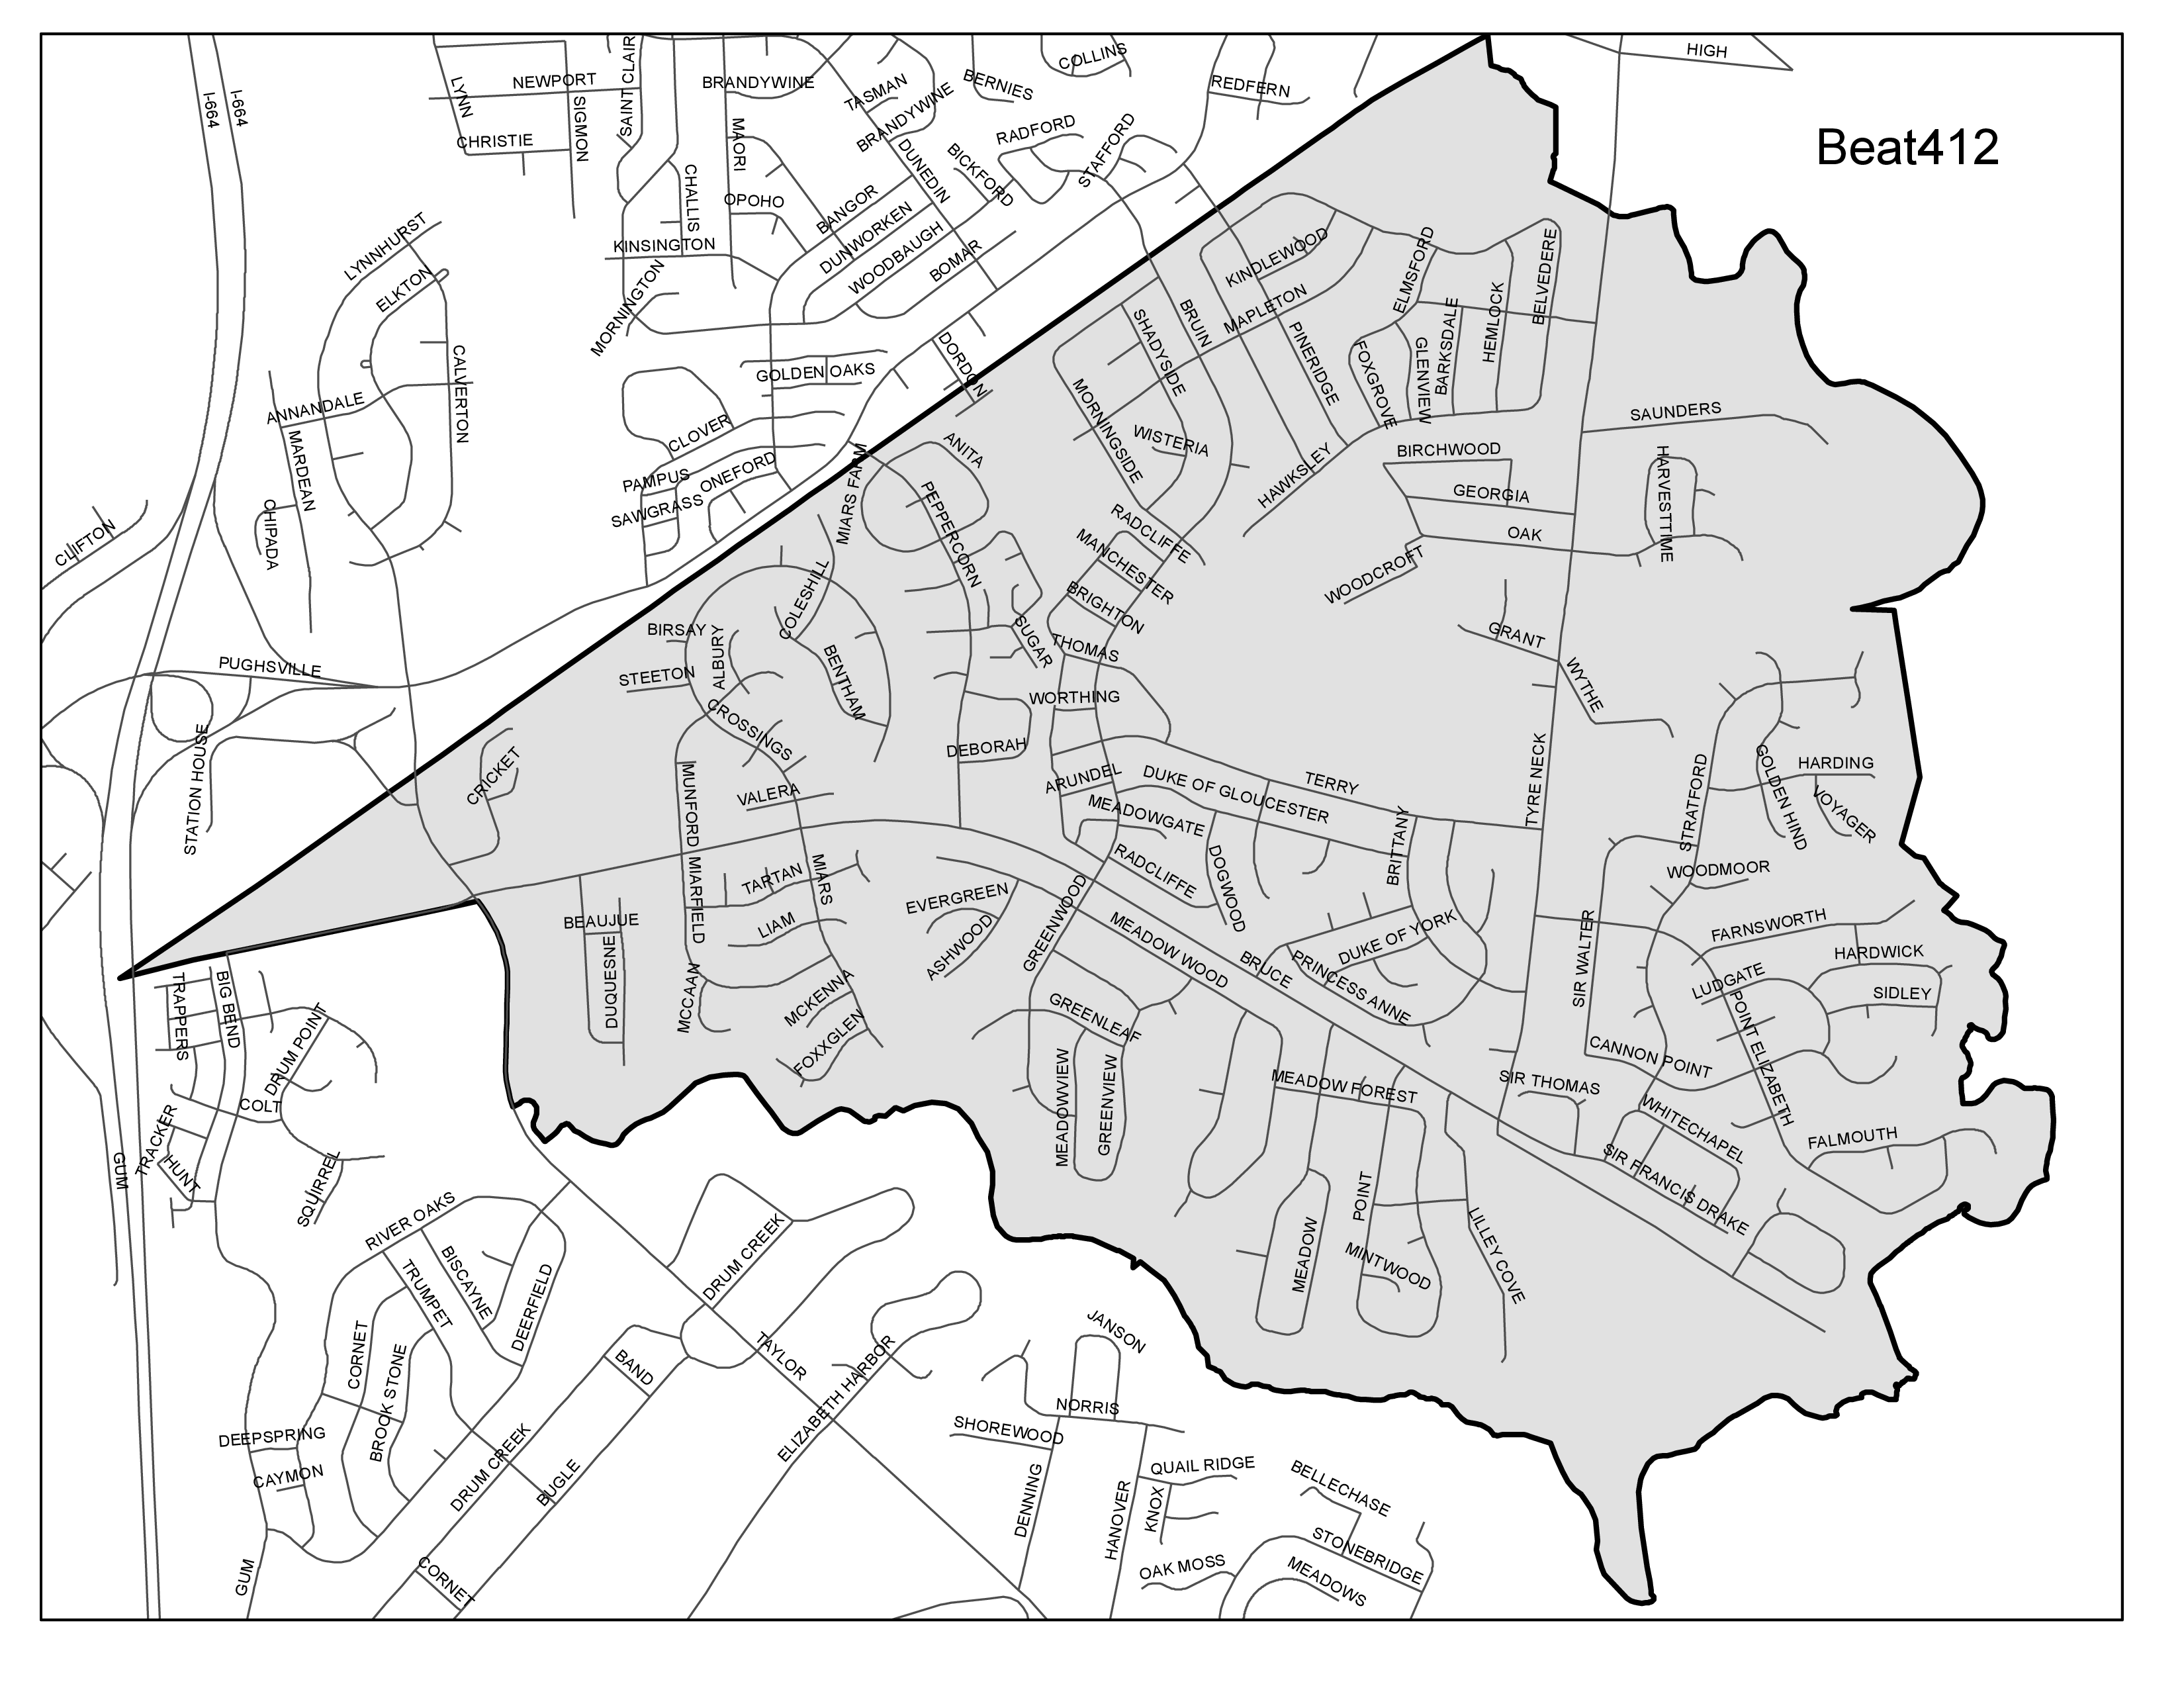 Beat412
HIGH
COLLINS
I-664
I-664
LYNN
NEWPORT
SIGMON
SAINT CLAIR
BRANDYWINE
TASMAN
BERNIES
REDFERN
CHRISTIE
MAORI
BRANDYWINE
RADFORD
STAFFORD
DUNEDIN
BICKFORD
CHALLIS
OPOHO
BANGOR
DUNWORKEN
WOODBAUGH
BOMAR
KINSINGTON
MORNINGTON
LYNNHURST
ELKTON
CALVERTON
ANNANDALE
MARDEAN
CHIPADA
CLIFTON
GOLDEN OAKS
DORDON
CLOVER
PAMPUS
ONEFORD
SAWGRASS
KINDLEWOOD
MAPLETON
BRUIN
SHADYSIDE
PINERIDGE
ELMSFORD
FOXGROVE
GLENVIEW
BARKSDALE
HEMLOCK
BELVEDERE
MORNINGSIDE
WISTERIA
HAWKSLEY
BIRCHWOOD
GEORGIA
OAK
WOODCROFT
SAUNDERS
HARVESTTIME
ANITA
MIARS FARM
PEPPERCORN
RADCLIFFE
MANCHESTER
BRIGHTON
THOMAS
SUGAR
COLESHILL
BIRSAY
ALBURY
STEETON
BENTHAM
CROSSINGS
WORTHING
DEBORAH
GRANT
WYTHE
PUGHSVILLE
STATION HOUSE
CRICKET
MUNFORD
VALERA
ARUNDEL
DUKE OF GLOUCESTER
TERRY
TYRE NECK
MEADOWGATE
BRITTANY
RADCLIFFE
DOGWOOD
STRATFORD
GOLDEN HIND
HARDING
VOYAGER
WOODMOOR
MIARFIELD
TARTAN
MIARS
LIAM
BEAUJUE
DUQUESNE
MCCAAN
MCKENNA
FOXXGLEN
EVERGREEN
ASHWOOD
GREENWOOD
MEADOW WOOD
BRUCE
DUKE OF YORK
PRINCESS ANNE
SIR WALTER
FARNSWORTH
HARDWICK
LUDGATE
SIDLEY
POINT ELIZABETH
CANNON POINT
GREENLEAF
MEADOWVIEW
GREENVIEW
MEADOW FOREST
SIR THOMAS
WHITECHAPEL
FALMOUTH
SIR FRANCIS DRAKE
POINT
MEADOW
MINTWOOD
LILLEY COVE
TRAPPERS
BIG BEND
DRUM POINT
COLT
TRACKER
HUNT
SQUIRREL
GUM
RIVER OAKS
BISCAYNE
TRUMPET
DEERFIELD
CORNET
BROOK STONE
DEEPSPRING
CAYMON
GUM
DRUM CREEK
BAND
TAYLOR
DRUM CREEK
BUGLE
CORNET
ELIZABETH HARBOR
JANSON
NORRIS
SHOREWOOD
DENNING
HANOVER
QUAIL RIDGE
KNOX
BELLECHASE
STONEBRIDGE
OAK MOSS
MEADOWS